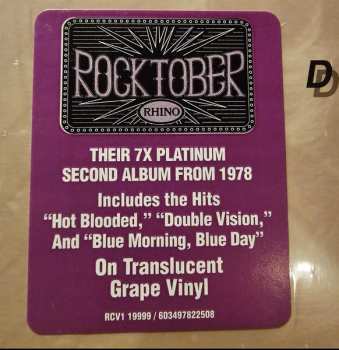 ROCKTOBER
RHINO
THEIR 7X PLATINUM
SECOND ALBUM FROM 1978
Includes the Hits
“Hot Blooded,” “Double Vision,”
And “Blue Morning, Blue Day”
On Translucent
Grape Vinyl
RCV1 19999 / 603497822508
D